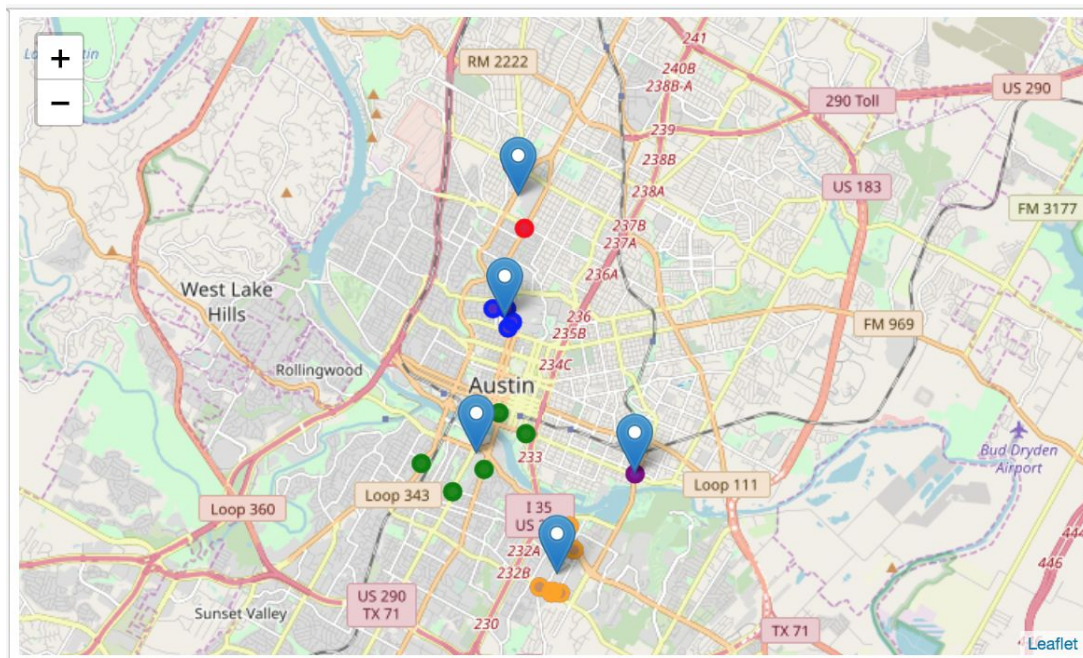 +
−
241
RM 2222
240B
238B-A
US 290
290 Toll
239
238B
238A
US 183
FM 3177
237B
237A
236A
West Lake
Hills
236
235B
FM 969
234C
Rollingwood
Austin
233
Bud Dryden
Airport
Loop 343
Loop 111
Loop 360
I 35
232A
232B
446
US 290
TX 71
Sunset Valley
230
TX 71
Leaflet